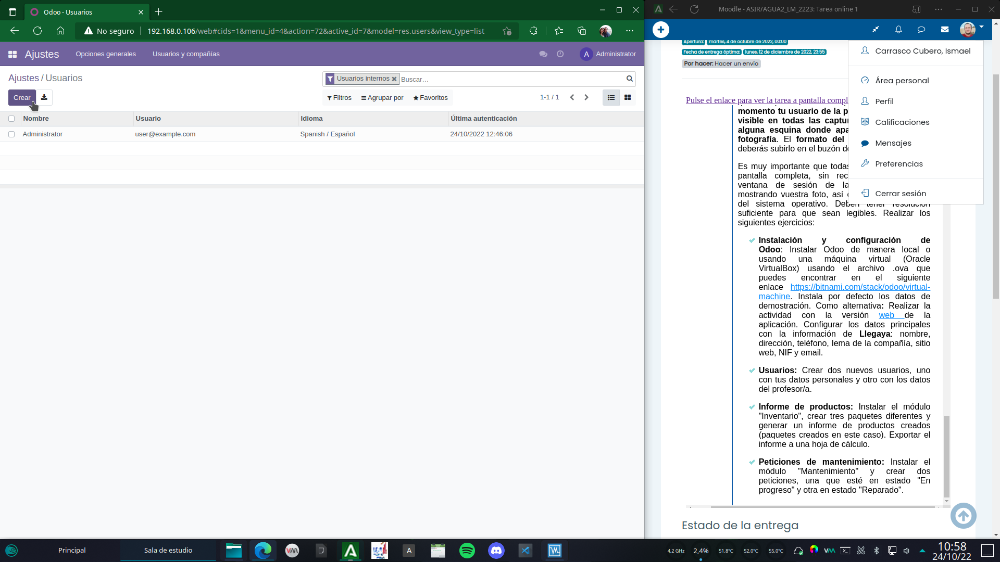 Odoo - Usuarios
No seguro
192.168.0.106/web#cids=1&menu_id=4&action=72&active_id=7&model=res.users&view_type=list
Ajustes
Opciones generales
Usuarios y compañías
A
Administrator
Ajustes / Usuarios
Usuarios internos
Buscar...
Crear
Filtros
Agrupar por
Favoritos
1-1 / 1
Nombre
Usuario
Idioma
Última autenticación
Administrator
user@example.com
Spanish / Español
24/10/2022 12:46:06
Moodle - ASIR/AGUA2_LM_2223: Tarea online 1
Apertura: martes, 4 de octubre de 2022, 00:00
Fecha de entrega óptima: lunes, 12 de diciembre de 2022, 23:55
Por hacer: Hacer un envío
Pulse el enlace para ver la tarea a pantalla compl
momento tu usuario de la p
visible en todas las captur
alguna esquina donde apa
fotografía. El formato del
deberás subirlo en el buzón de
Es muy importante que todas
pantalla completa, sin rec
ventana de sesión de la
mostrando vuestra foto, así
del sistema operativo. Deben tener resolución
suficiente para que sean legibles. Realizar los
siguientes ejercicios:
Instalación y configuración de
Odoo: Instalar Odoo de manera local o
usando una máquina virtual (Oracle
VirtualBox) usando el archivo .ova que
puedes encontrar en el siguiente
enlace https://bitnami.com/stack/odoo/virtual-
machine. Instala por defecto los datos de
demostración. Como alternativa: Realizar la
actividad con la versión web de la
aplicación. Configurar los datos principales
con la información de Llegaya: nombre,
dirección, teléfono, lema de la compañía, sitio
web, NIF y email.
Usuarios: Crear dos nuevos usuarios, uno
con tus datos personales y otro con los datos
del profesor/a.
Informe de productos: Instalar el módulo
"Inventario", crear tres paquetes diferentes y
generar un informe de productos creados
(paquetes creados en este caso). Exportar el
informe a una hoja de cálculo.
Peticiones de mantenimiento: Instalar el
módulo "Mantenimiento" y crear dos
peticiones, una que esté en estado "En
progreso" y otra en estado "Reparado".
Estado de la entrega
Carrasco Cubero, Ismael
Área personal
Perfil
Calificaciones
Mensajes
Preferencias
Cerrar sesión
Principal
Sala de estudio
A
4,2 GHz
2,4%
51,8°C
52,0°C
55,0°C
10:58
24/10/22